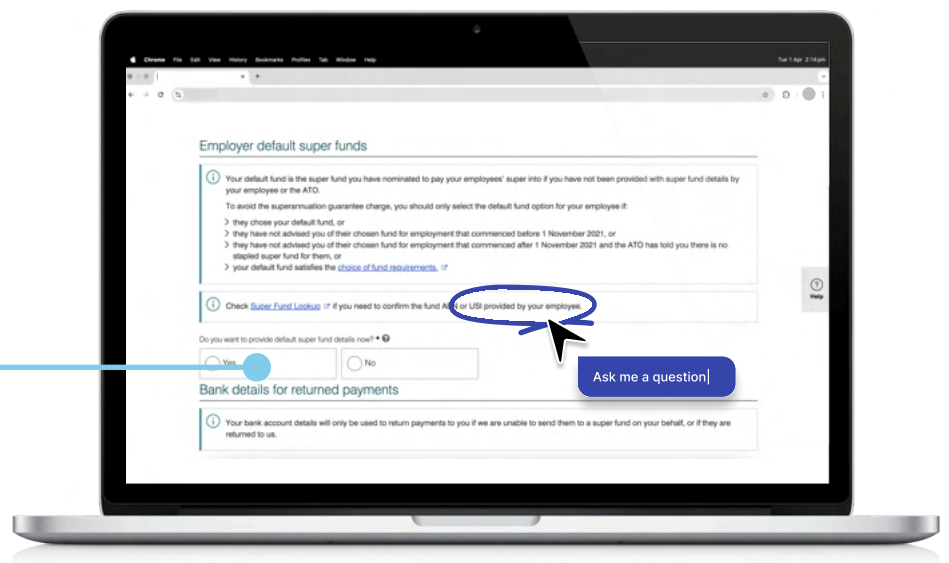 Chrome File Edit View History Bookmarks Profiles Tab Window Help
Tue 1 Apr 2:14 pm
Employer default super funds
Your default fund is the super fund you have nominated to pay your employees' super into if you have not been provided with super fund details by
your employee or the ATO.
To avoid the superannuation guarantee charge, you should only select the default fund option for your employee if:
they chose your default fund, or
they have not advised you of their chosen fund for employment that commenced before 1 November 2021, or
they have not advised you of their chosen fund for employment that commenced after 1 November 2021 and the ATO has told you there is no
stapled super fund for them, or
your default fund satisfies the choice of fund requirements.
Check Super Fund Lookup if you need to confirm the fund or USI provided by your employee.
Help
Do you want to provide default super fund details now? *
Yes
No
Ask me a question
Bank details for returned payments
Your bank account details will only be used to return payments to you if we are unable to send them to a super fund on your behalf, or if they are
returned to us.